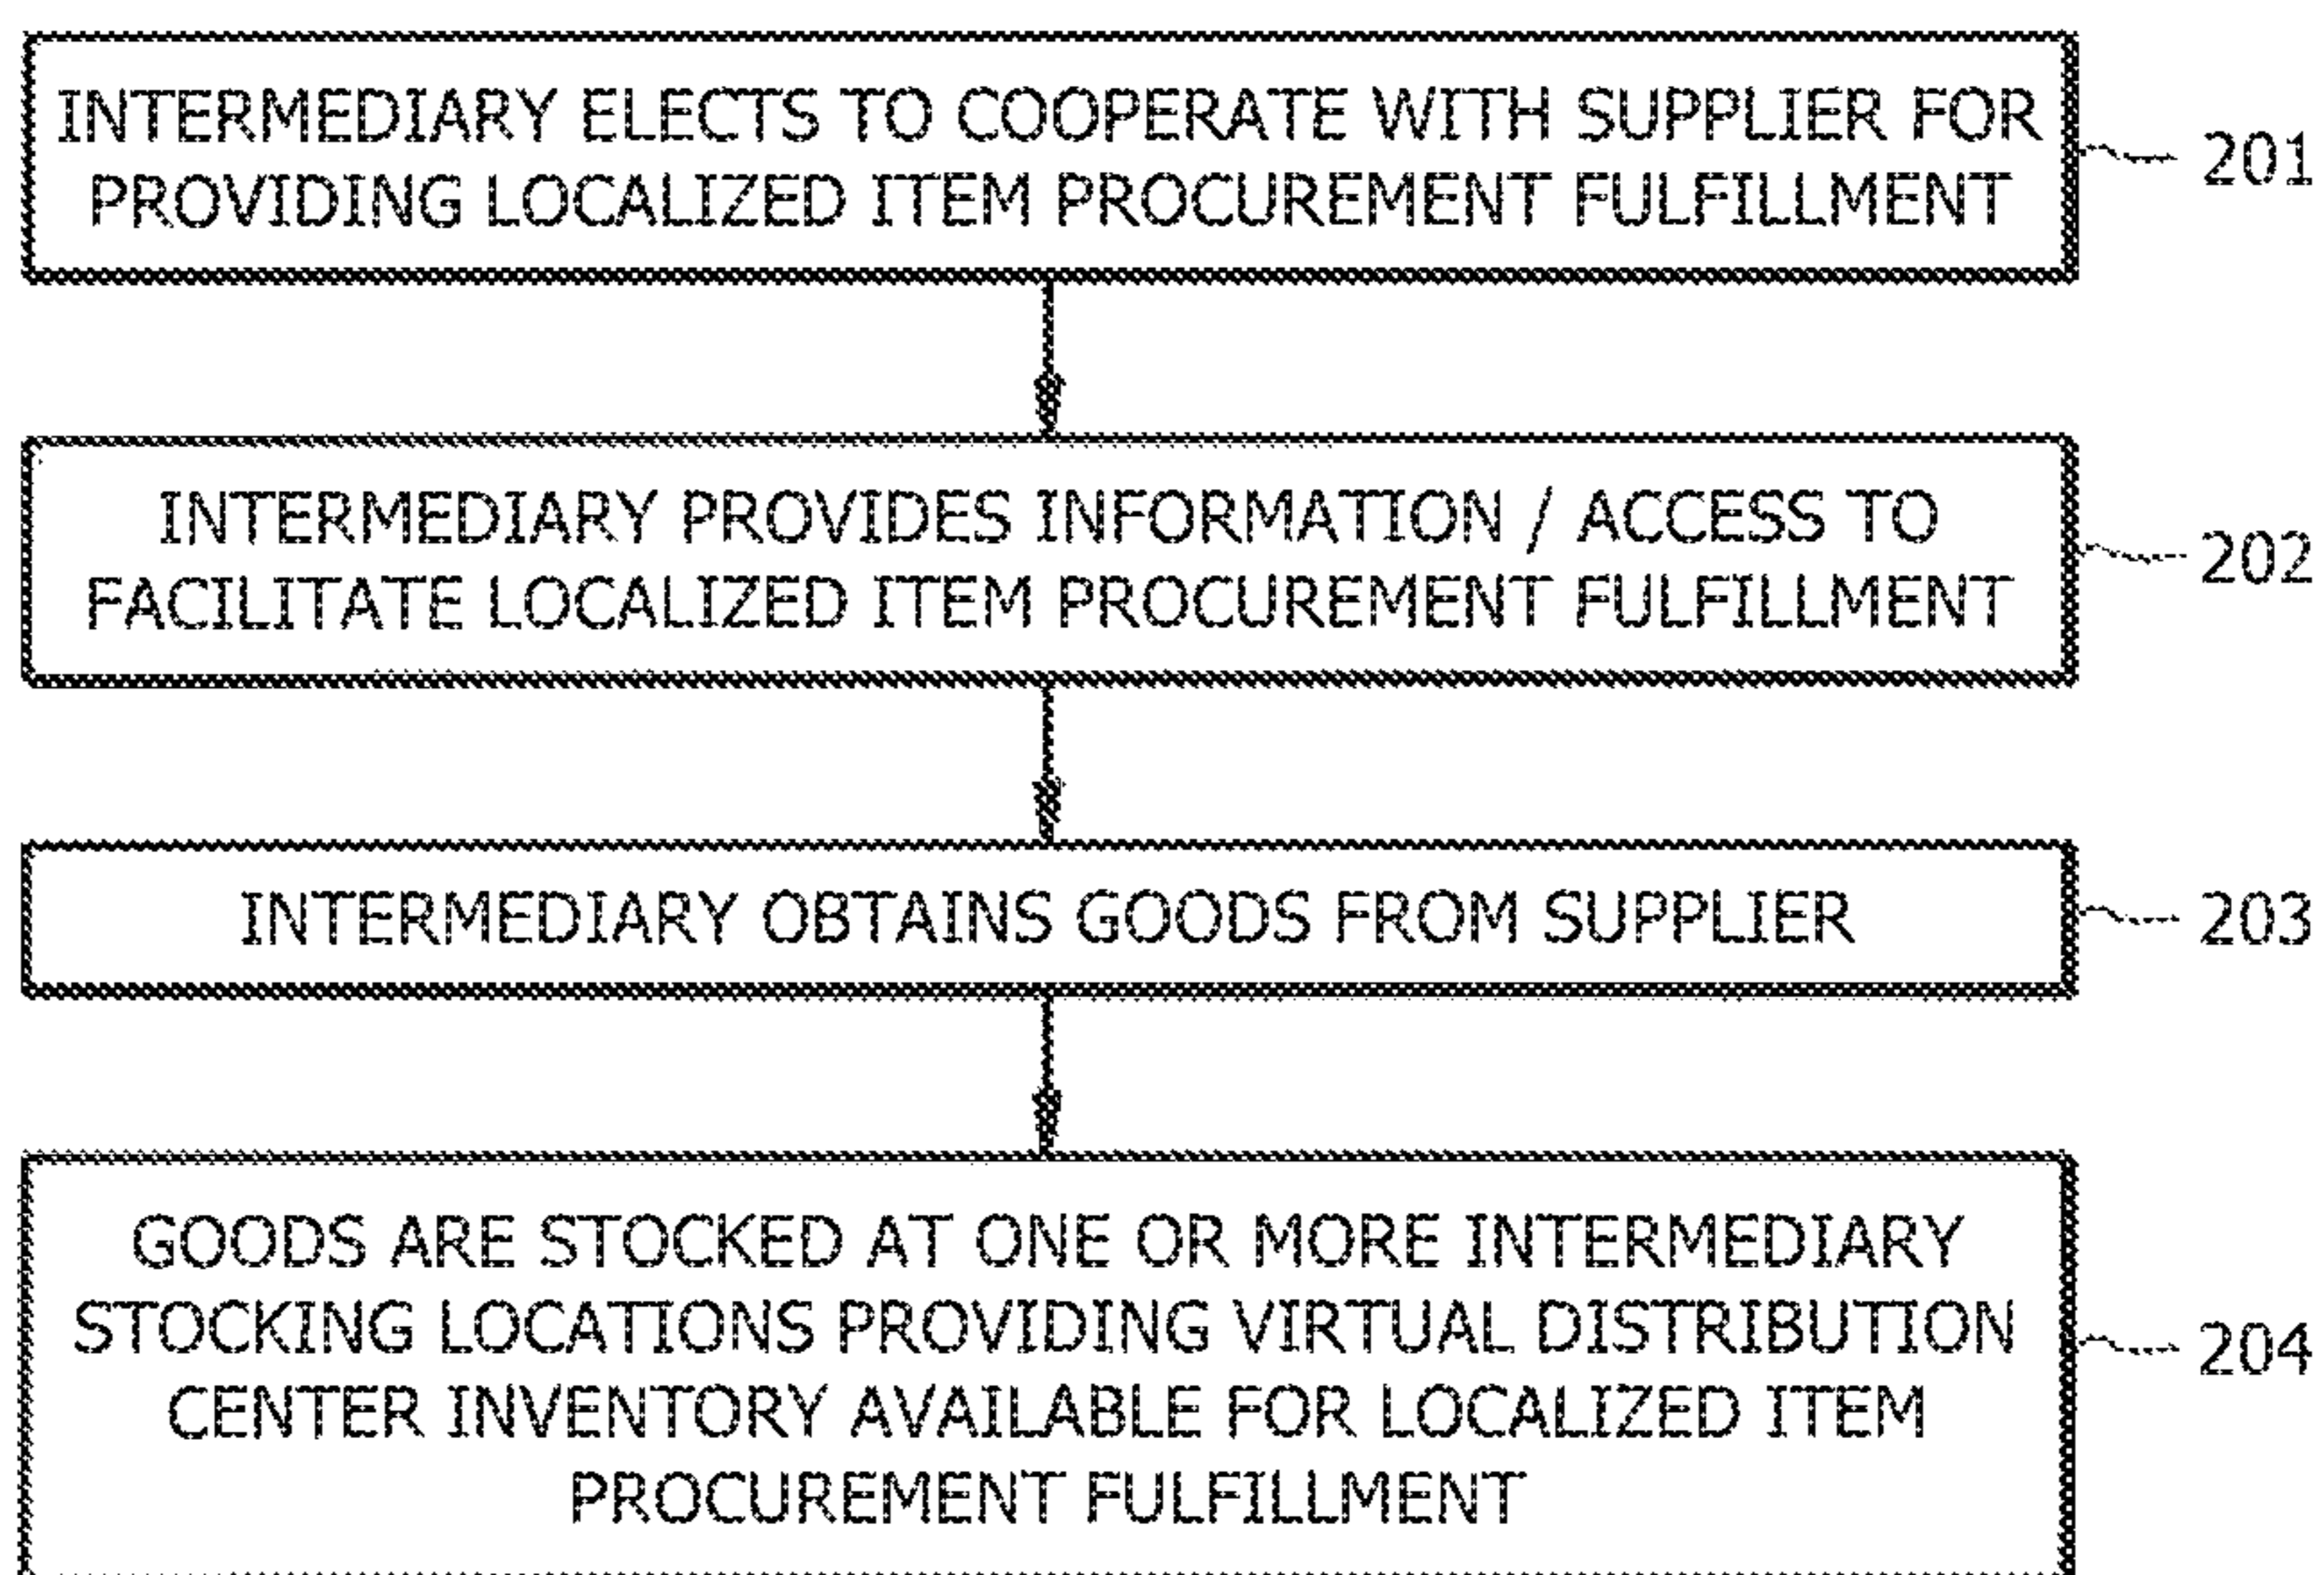 INTERMEDIARY ELECTS TO COOPERATE WITH SUPPLIER FOR
PROVIDING LOCALIZED ITEM PROCUREMENT FULFILLMENT
201
INTERMEDIARY PROVIDES INFORMATION / ACCESS TO
FACILITATE LOCALIZED ITEM PROCUREMENT FULFILLMENT
202
INTERMEDIARY OBTAINS GOODS FROM SUPPLIER
203
GOODS ARE STOCKED AT ONE OR MORE INTERMEDIARY
STOCKING LOCATIONS PROVIDING VIRTUAL DISTRIBUTION
CENTER INVENTORY AVAILABLE FOR LOCALIZED ITEM
PROCUREMENT FULFILLMENT
204